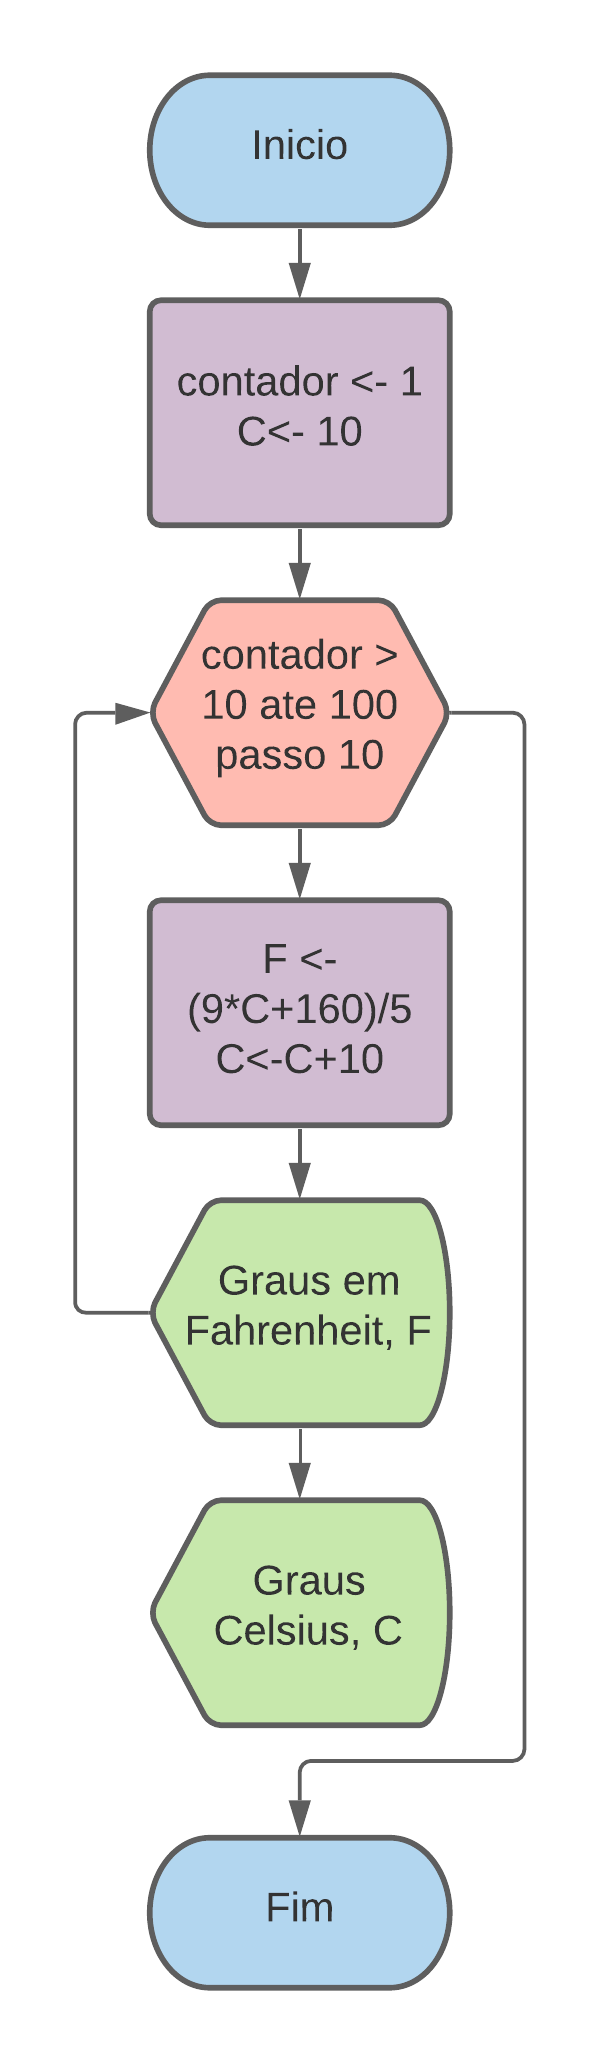 Inicio
contador <- 1
C<- 10
contador >
10 ate 100
passo 10
F <-
(9*C+160)/5
C<-C+10
Graus em
Fahrenheit, F
Graus
Celsius, C
Fim